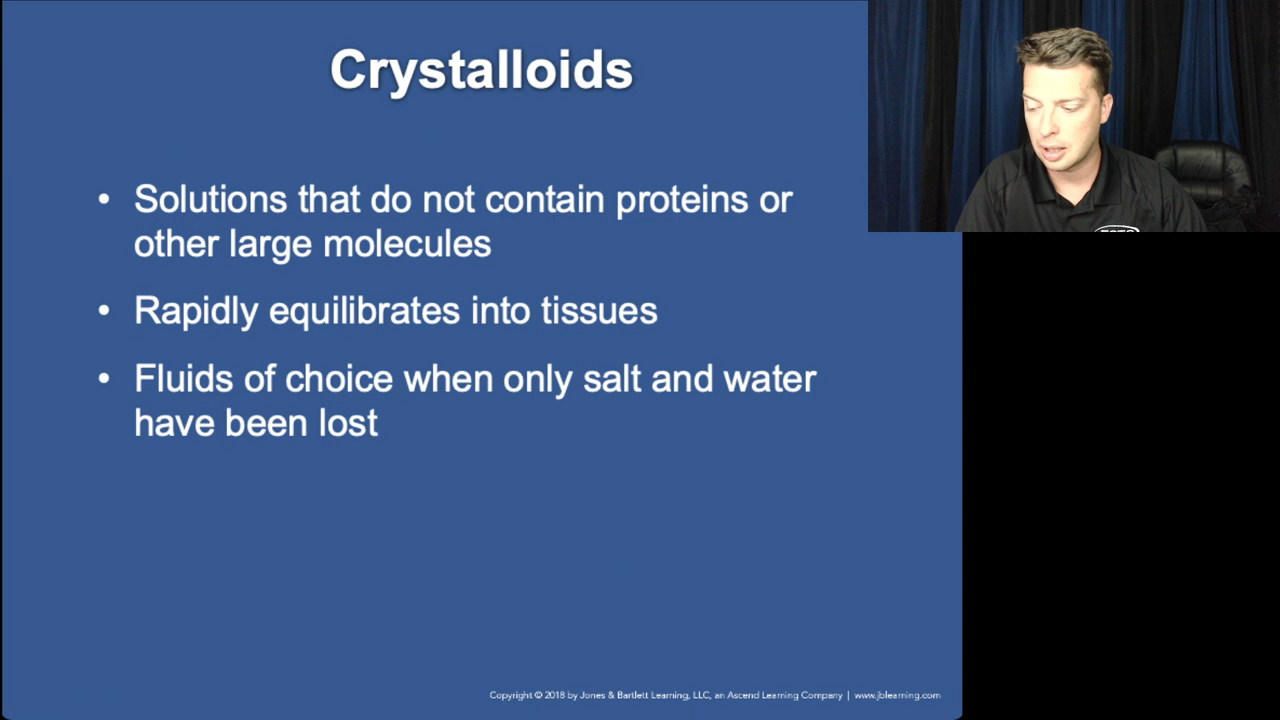 Crystalloids
• Solutions that do not contain proteins or
other large molecules
• Rapidly equilibrates into tissues
• Fluids of choice when only salt and water
have been lost
Copyright © 2018 by Jones & Bartlett Learning, LLC, an Ascend Learning Company | www.jblearning.com